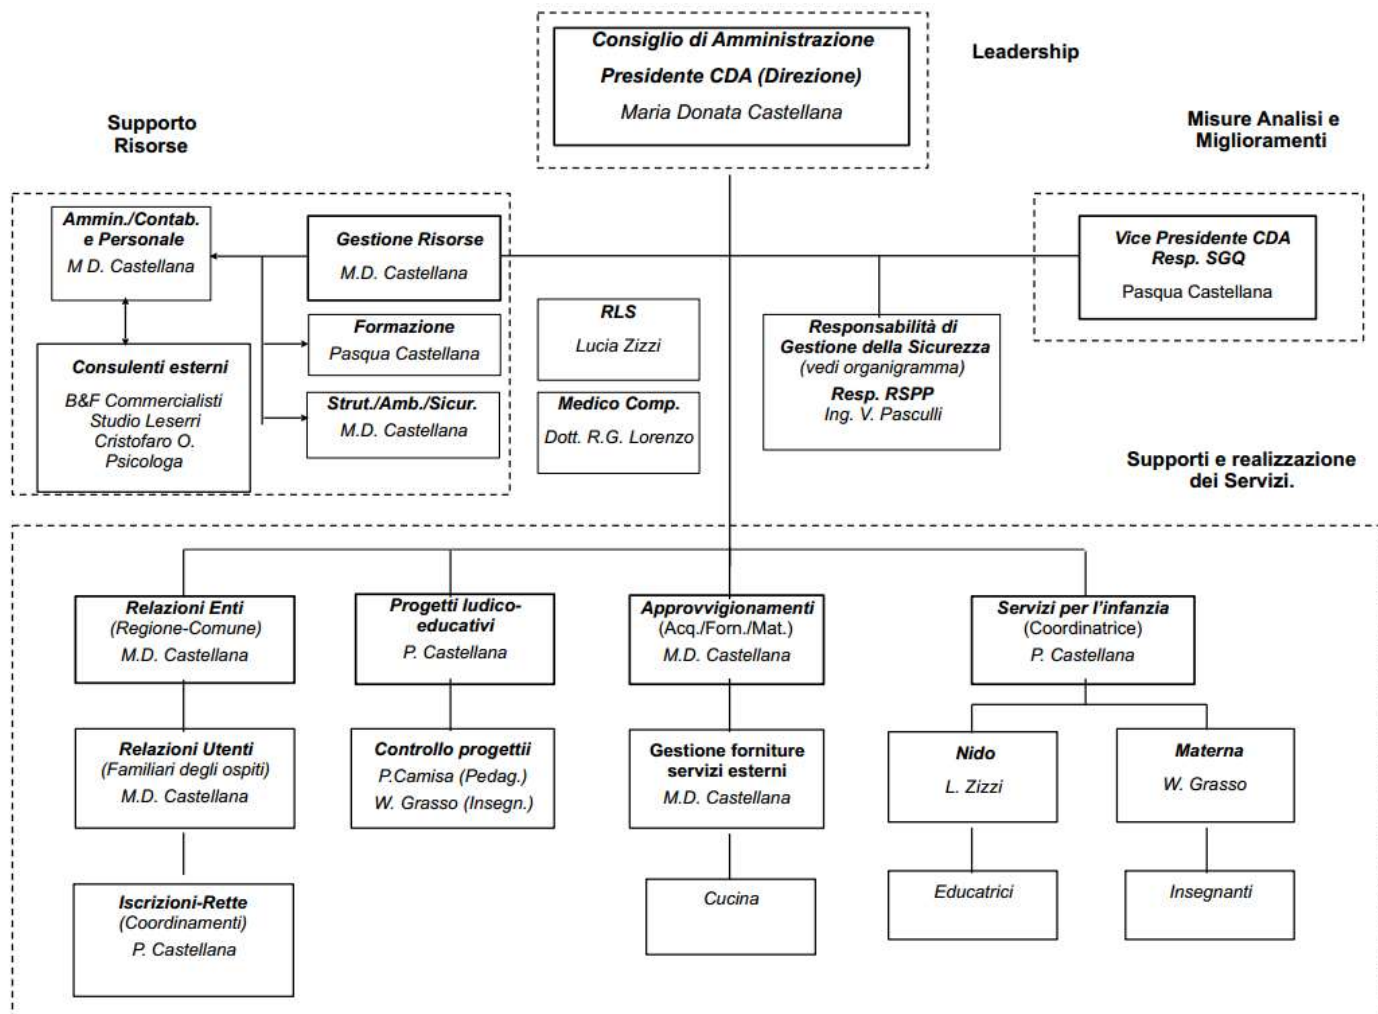 Consiglio di Amministrazione
Presidente CDA (Direzione)
Maria Donata Castellana
Leadership
Supporto
Risorse
Misure Analisi e
Miglioramenti
Ammin./Contab.
e Personale
M D. Castellana
Gestione Risorse
M.D. Castellana
Vice Presidente CDA
Resp. SGQ
Pasqua Castellana
Formazione
Pasqua Castellana
RLS
Lucia Zizzi
Responsabilità di
Gestione della Sicurezza
(vedi organigramma)
Resp. RSPP
Ing. V. Pasculli
Consulenti esterni
B&F Commercialisti
Studio Leserri
Cristofaro O.
Psicologa
Strut./Amb./Sicur.
M.D. Castellana
Medico Comp.
Dott. R.G. Lorenzo
Supporti e realizzazione
dei Servizi.
Relazioni Enti
(Regione-Comune)
M.D. Castellana
Progetti ludico-
educativi
P. Castellana
Approvvigionamenti
(Acq./Forn./Mat.)
M.D. Castellana
Servizi per l'infanzia
(Coordinatrice)
P. Castellana
Relazioni Utenti
(Familiari degli ospiti)
M.D. Castellana
Controllo progettii
P.Camisa (Pedag.)
W. Grasso (Insegn.)
Gestione forniture
servizi esterni
M.D. Castellana
Nido
L. Zizzi
Materna
W. Grasso
Iscrizioni-Rette
(Coordinamenti)
P. Castellana
Cucina
Educatrici
Insegnanti